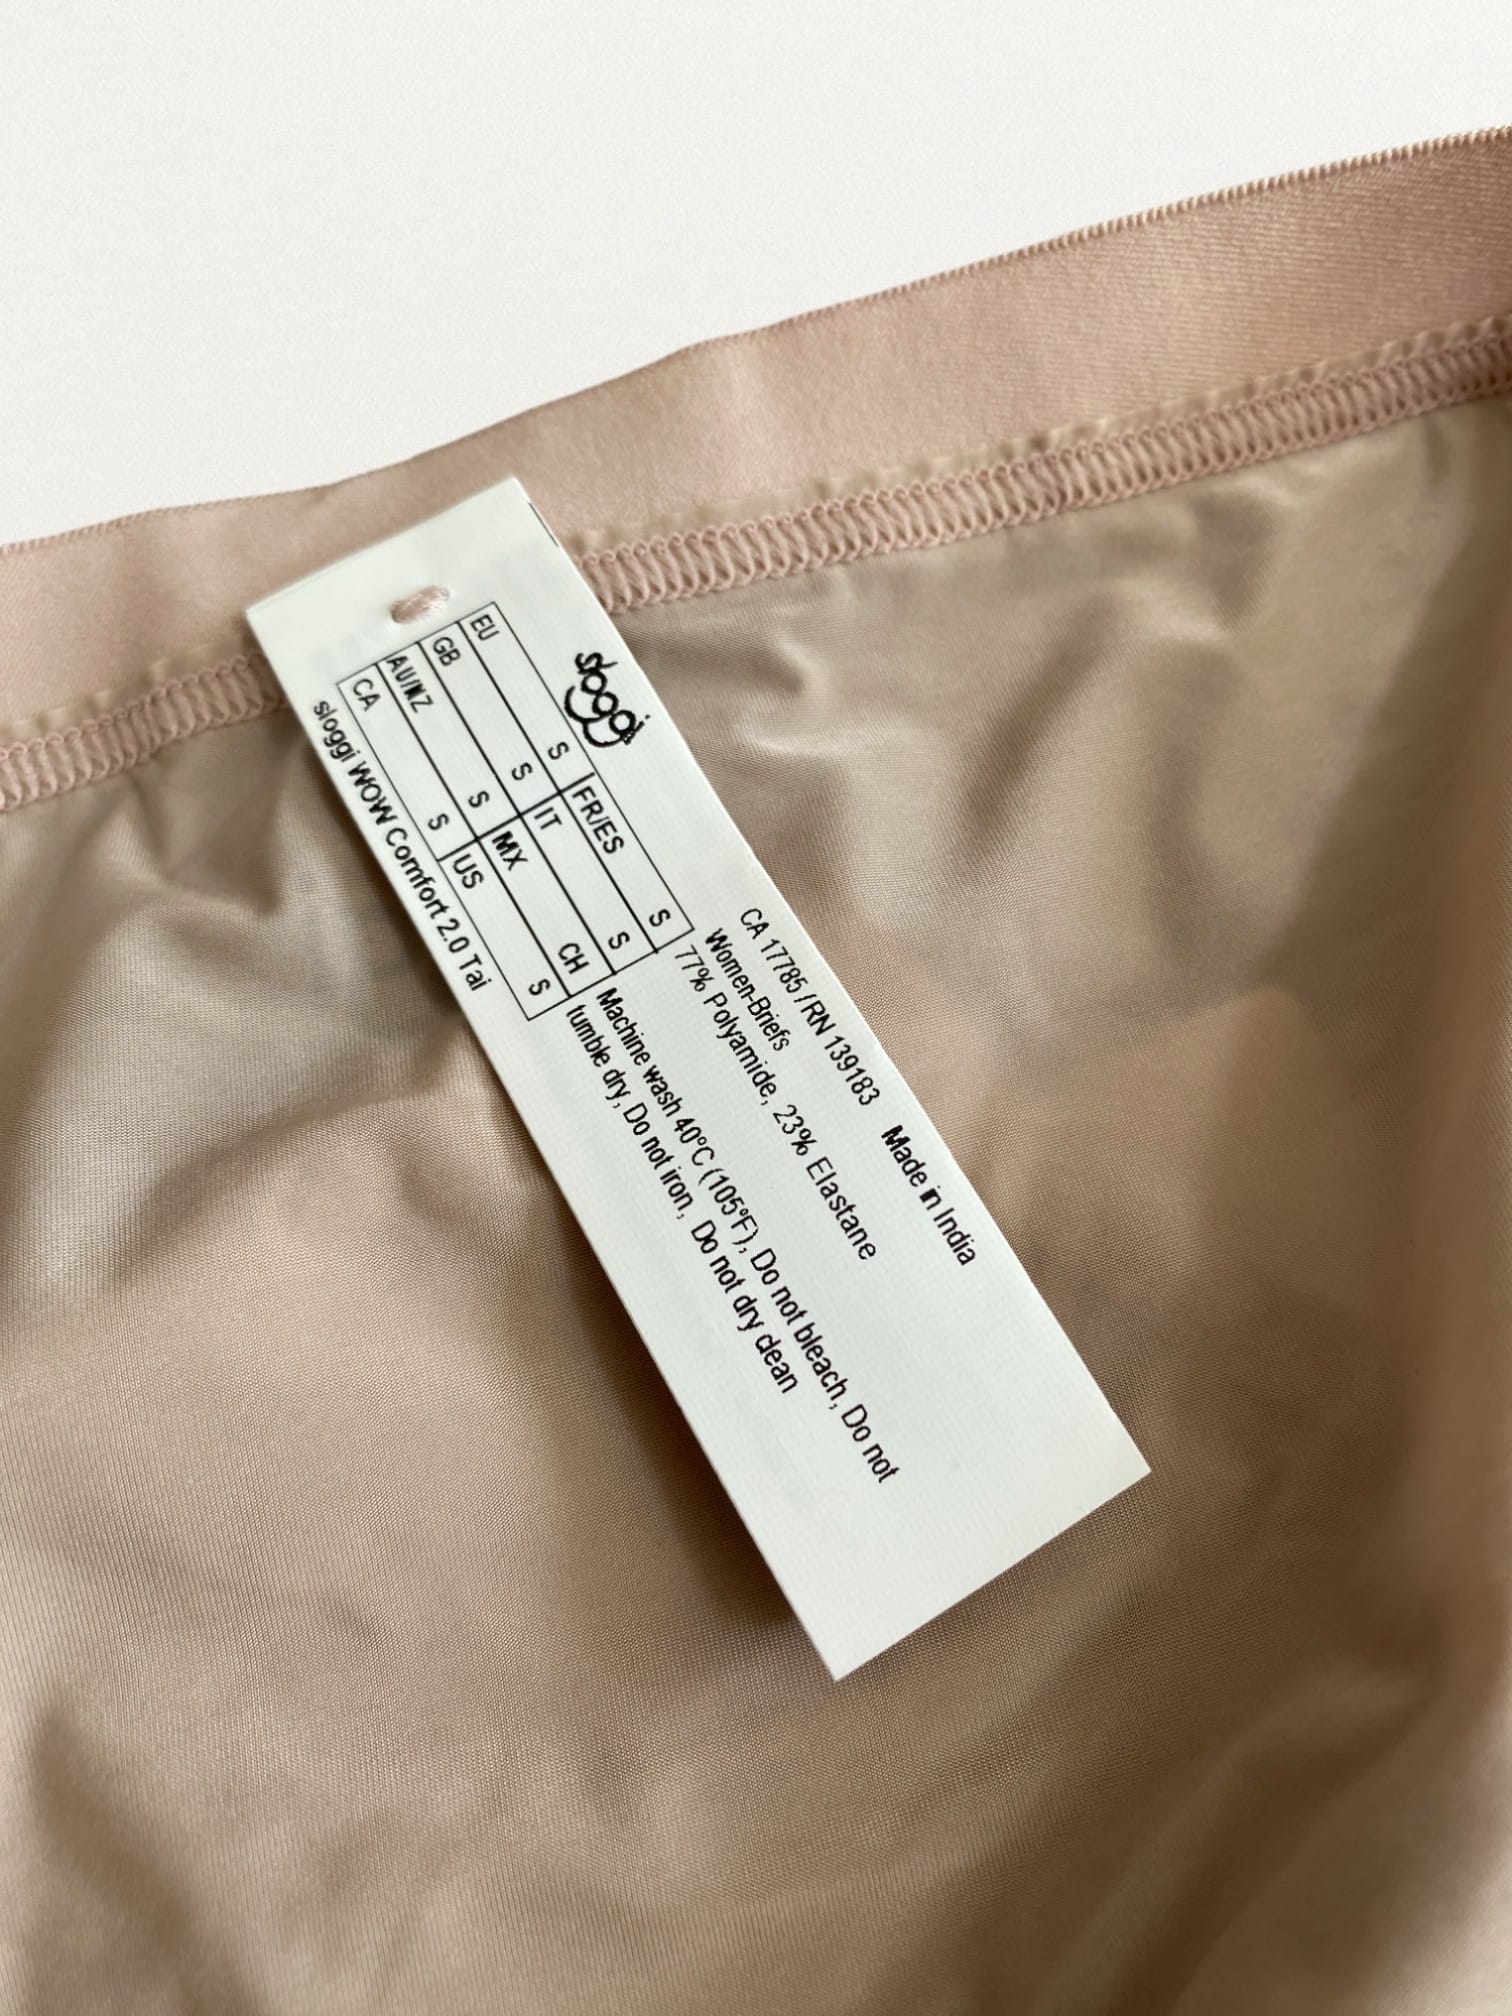 sloggi
EU S FR/ES S
GB S IT S
AU/NZ S MX CH
CA S US S
sloggi WOW Comfort 2.0 Tai
CA 17785 / RN 139183 Made in India
Women-Briefs
77% Polyamide, 23% Elastane
Machine wash 40°C (105°F), Do not bleach, Do not
tumble dry, Do not iron, Do not dry clean